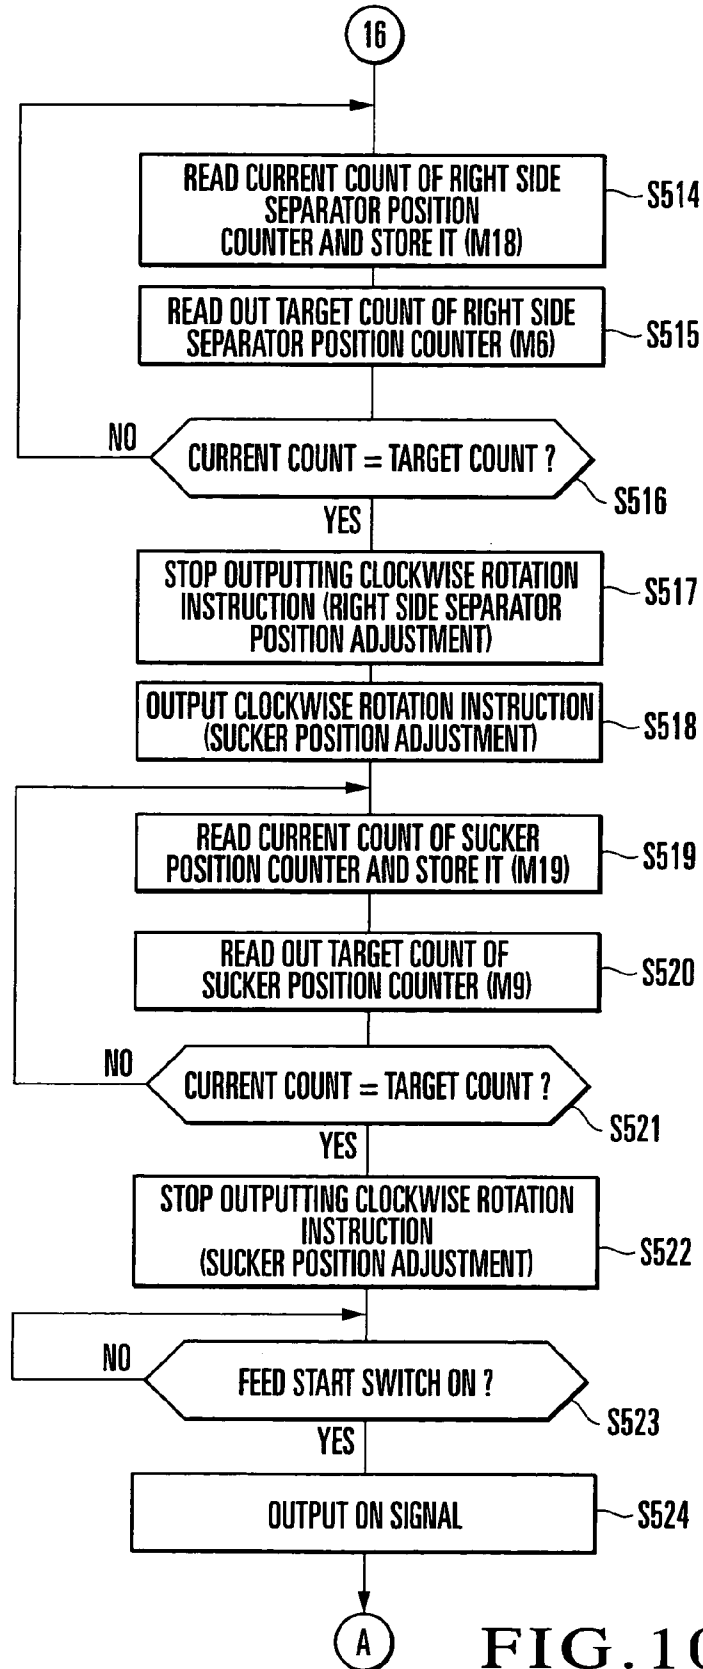 16
READ CURRENT COUNT OF RIGHT SIDE
SEPARATOR POSITION
COUNTER AND STORE IT (M18)
S514
READ OUT TARGET COUNT OF RIGHT SIDE
SEPARATOR POSITION COUNTER (M6)
S515
NO
CURRENT COUNT = TARGET COUNT ?
S516
YES
STOP OUTPUTTING CLOCKWISE ROTATION
INSTRUCTION (RIGHT SIDE SEPARATOR
POSITION ADJUSTMENT)
S517
OUTPUT CLOCKWISE ROTATION INSTRUCTION
(SUCKER POSITION ADJUSTMENT)
S518
READ CURRENT COUNT OF SUCKER
POSITION COUNTER AND STORE IT (M19)
S519
READ OUT TARGET COUNT OF
SUCKER POSITION COUNTER (M9)
S520
NO
CURRENT COUNT = TARGET COUNT ?
S521
YES
STOP OUTPUTTING CLOCKWISE ROTATION
INSTRUCTION
(SUCKER POSITION ADJUSTMENT)
S522
NO
FEED START SWITCH ON ?
S523
YES
OUTPUT ON SIGNAL
S524
A
FIG.10